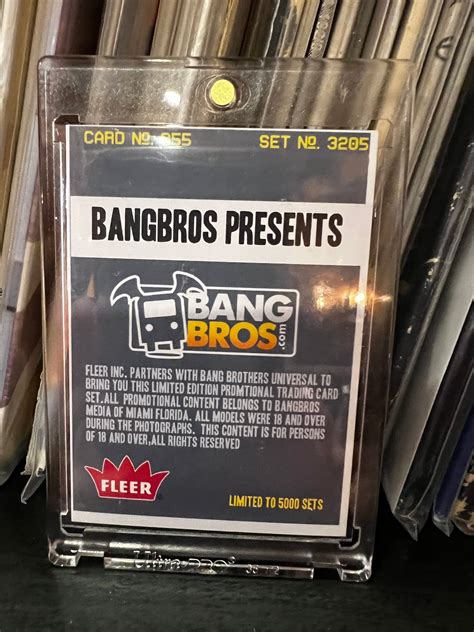 CARD NO. 055 SET NO. 3205
BANGBROS PRESENTS
BANG
BROS.com
FLEER INC. PARTNERS WITH BANG BROTHERS UNIVERSAL TO
BRING YOU THIS LIMITED EDITION PROMTIONAL TRADING CARD
SET,ALL PROMOTIONAL CONTENT BELONGS TO BANGBROS
MEDIA OF MIAMI FLORIDA. ALL MODELS WERE 18 AND OVER
DURING THE PHOTOGRAPHS. THIS CONTENT IS FOR PERSONS
OF 18 AND OVER,ALL RIGHTS RESERVED
FLEER
LIMITED TO 5000 SETS